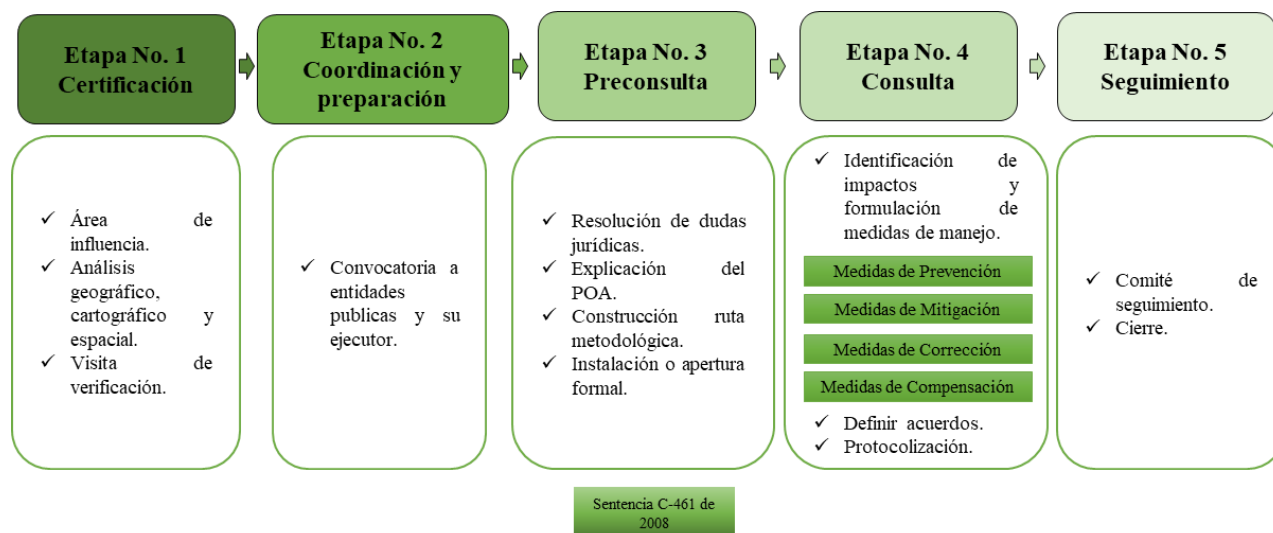 Etapa No. 1
Certificación
Etapa No. 2
Coordinación y
preparación
Etapa No. 3
Preconsulta
Etapa No. 4
Consulta
Etapa No. 5
Seguimiento
✓ Área de
influencia.
✓ Análisis
geográfico,
cartográfico y
espacial.
✓ Visita de
verificación.
✓ Convocatoria a
entidades
publicas y su
ejecutor.
✓ Resolución de dudas
jurídicas.
✓ Explicación del
POA.
✓ Construcción ruta
metodológica.
✓ Instalación o apertura
formal.
✓ Identificación de
impactos y
formulación de
medidas de manejo.
Medidas de Prevención
Medidas de Mitigación
Medidas de Corrección
Medidas de Compensación
✓ Definir acuerdos.
✓ Protocolización.
✓ Comité de
seguimiento.
✓ Cierre.
Sentencia C-461 de
2008